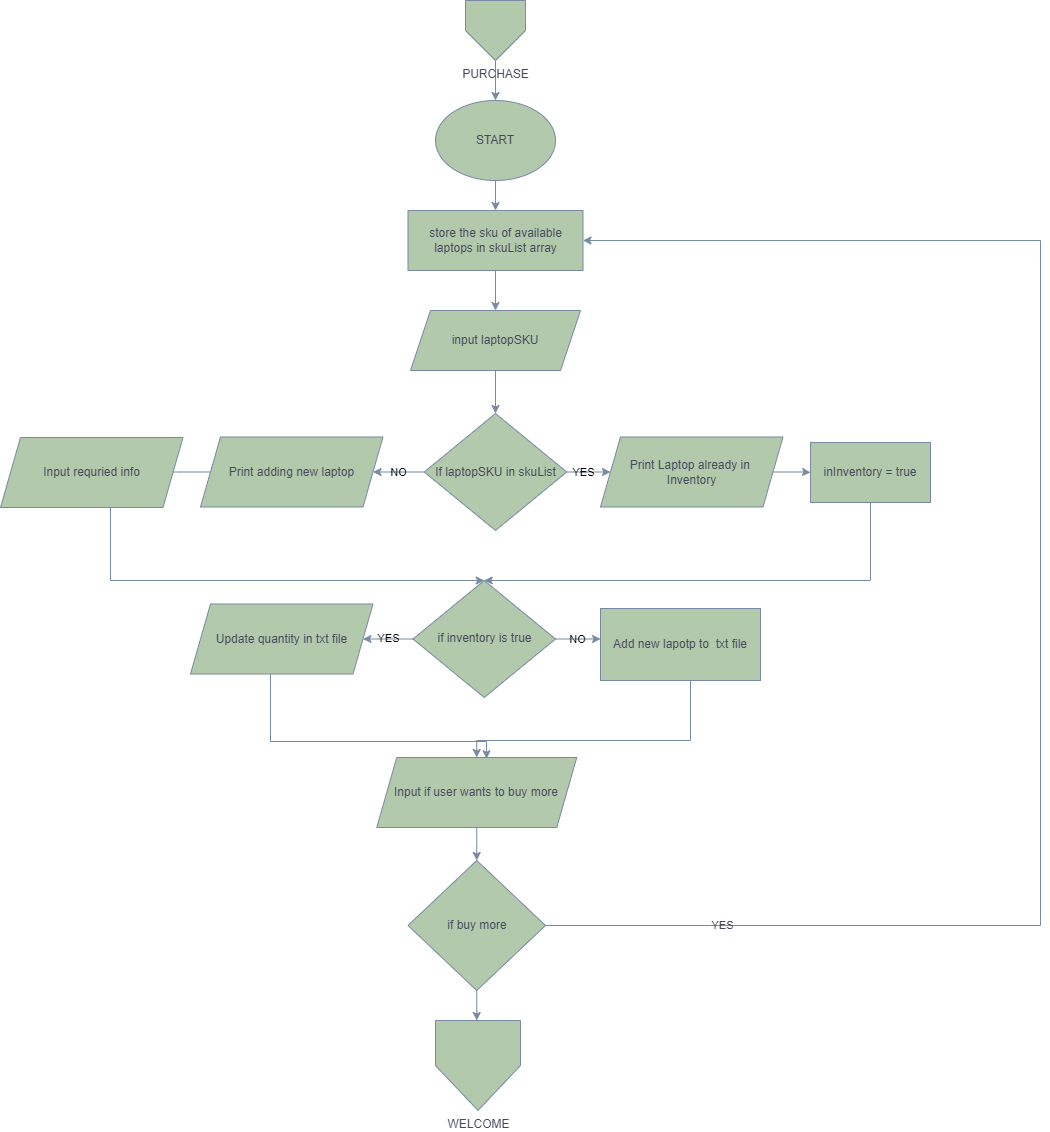 PURCHASE
START
store the sku of available
laptops in skuList array
input laptopSKU
Input requried info
Print adding new laptop
NO
If laptopSKU in skuList
YES
Print Laptop already in
Inventory
inInventory = true
Update quantity in txt file
YES
if inventory is true
NO
Add new lapotp to txt file
Input if user wants to buy more
if buy more
YES
WELCOME